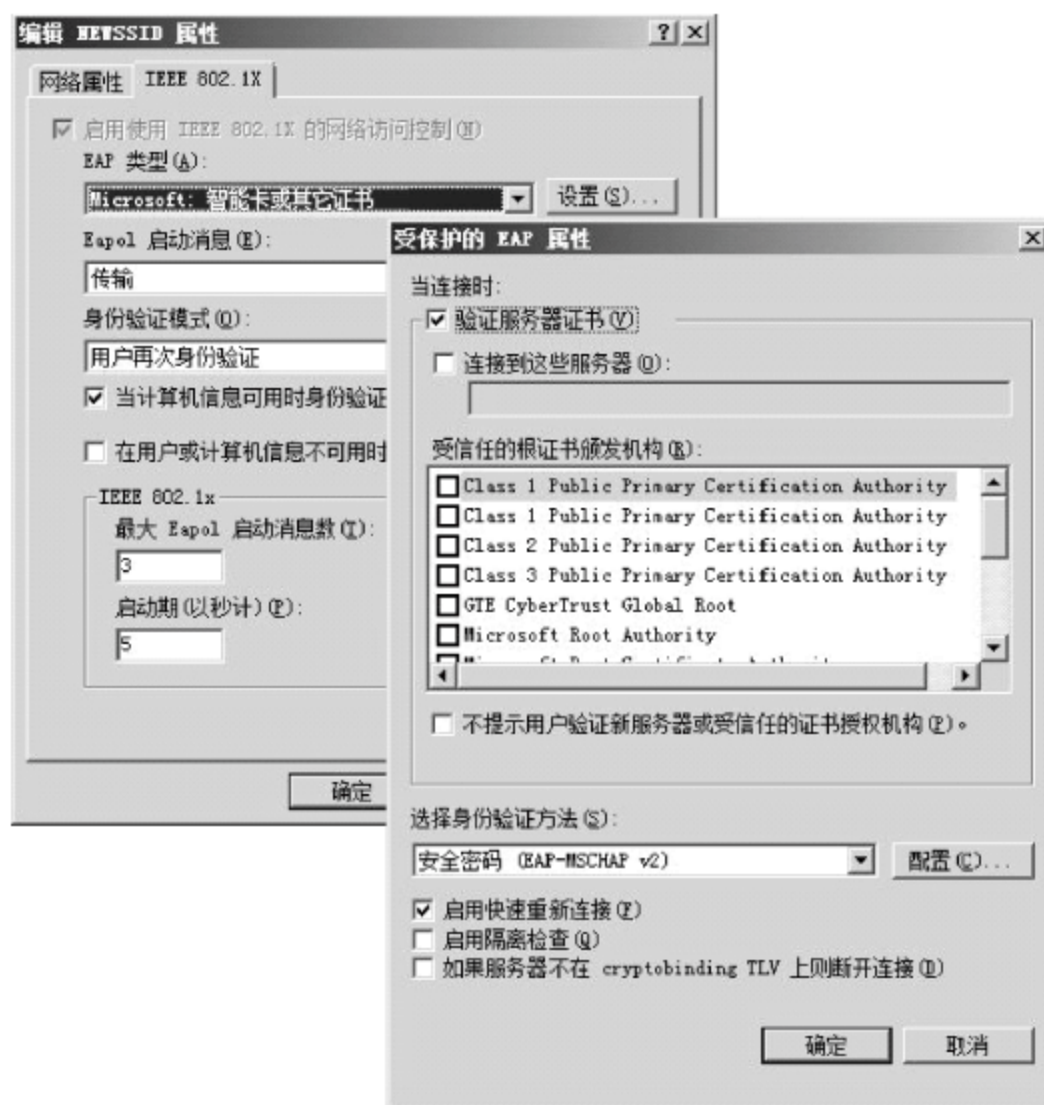 编辑 NEWSSID 属性
网络属性
IEEE 802.1X
启用使用 IEEE 802.1X 的网络访问控制(N)
EAP 类型(A):
Microsoft: 智能卡或其它证书
设置(S)...
Eapol 启动消息(E):
传输
身份验证模式(O):
用户再次身份验证
当计算机信息可用时身份验证
在用户或计算机信息不可用时
IEEE 802.1x
最大 Eapol 启动消息数(T):
3
启动期(以秒计)(P):
5
确定
受保护的 EAP 属性
当连接时:
验证服务器证书(V)
连接到这些服务器(O):
受信任的根证书颁发机构(R):
Class 1 Public Primary Certification Authority
Class 1 Public Primary Certification Authority
Class 2 Public Primary Certification Authority
Class 3 Public Primary Certification Authority
GTE CyberTrust Global Root
Microsoft Root Authority
不提示用户验证新服务器或受信任的证书授权机构(P)。
选择身份验证方法(S):
安全密码 (EAP-MSCHAP v2)
配置(C)...
启用快速重新连接(F)
启用隔离检查(Q)
如果服务器不在 cryptobinding TLV 上则断开连接(D)
确定
取消